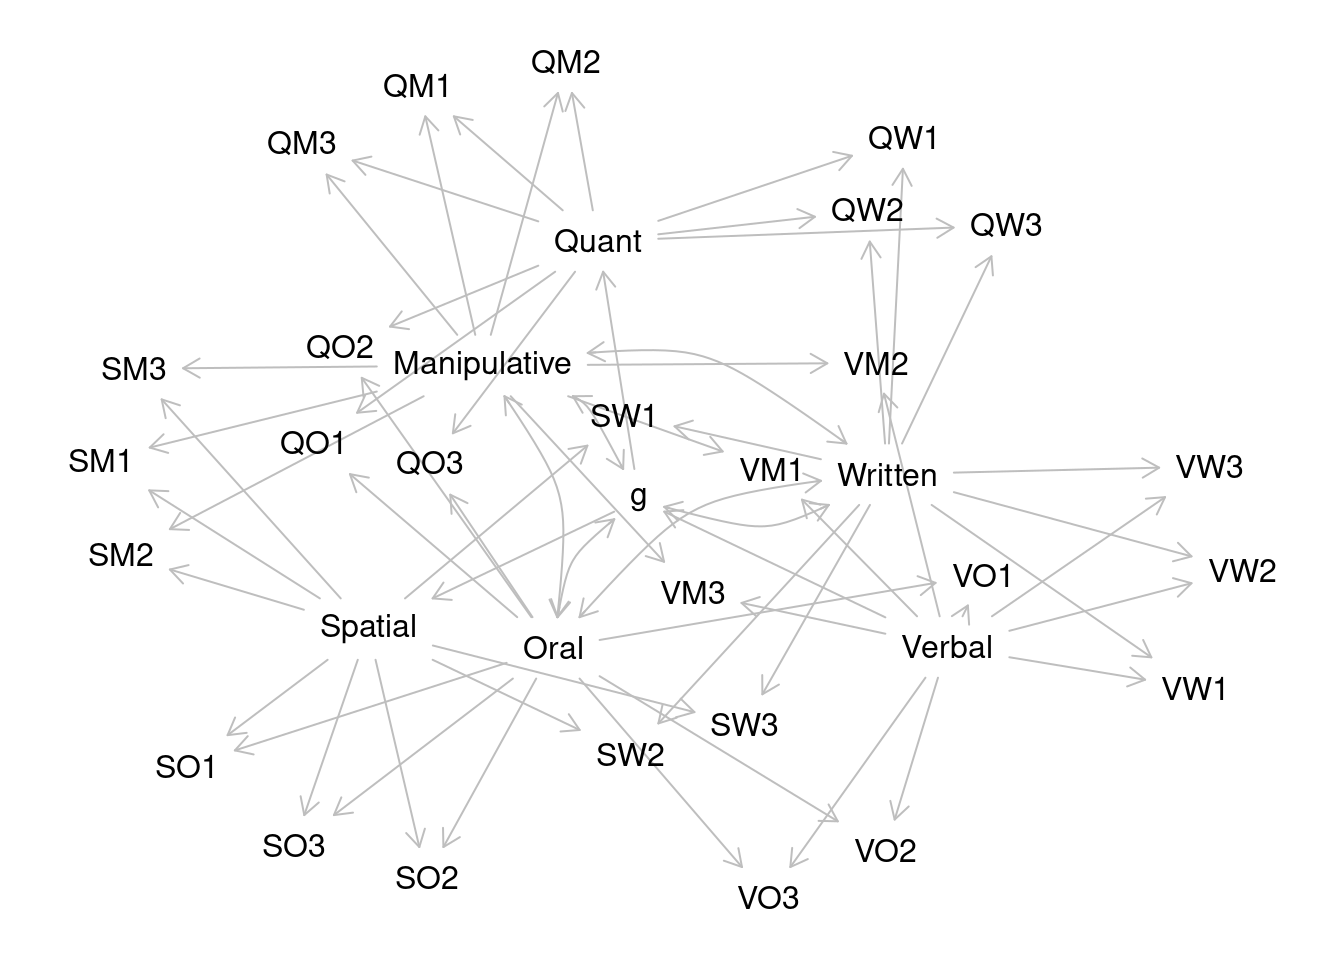 QM2
QM1
QM3
QW1
QW2
QW3
Quant
QO2
Manipulative
SM3
VM2
SW1
QO1
QO3
SM1
VM1
Written
VW3
g
SM2
VM3
VO1
VW2
Spatial
Oral
Verbal
VW1
SW3
SW2
SO1
SO3
SO2
VO2
VO3